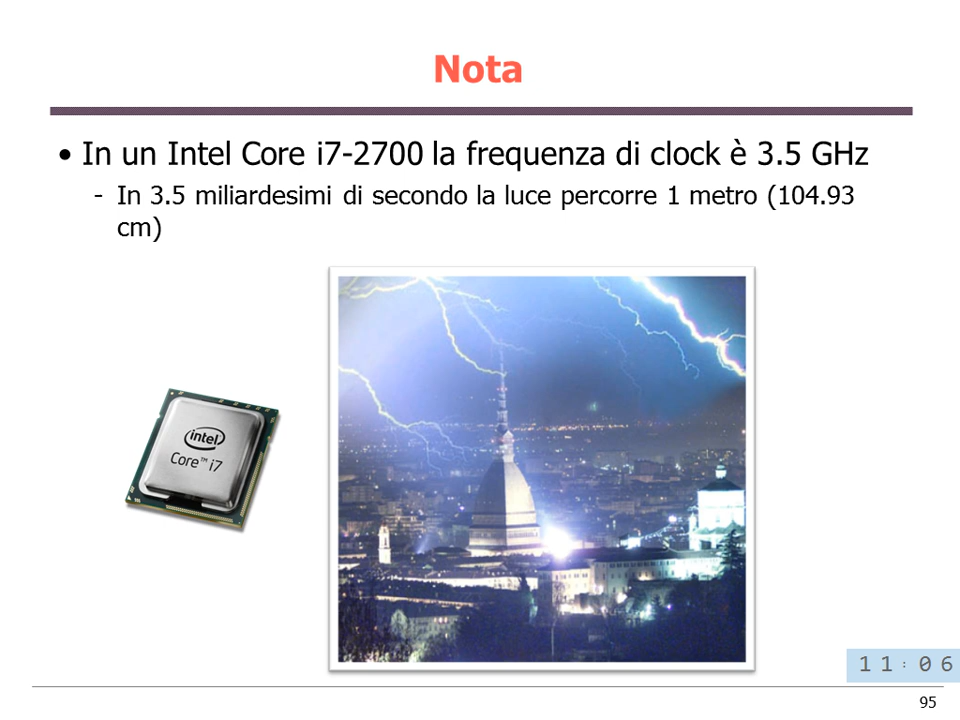 Nota
• In un Intel Core i7-2700 la frequenza di clock è 3.5 GHz
- In 3.5 miliardesimi di secondo la luce percorre 1 metro (104.93
cm)
intel
Core™ i7
11:06
95